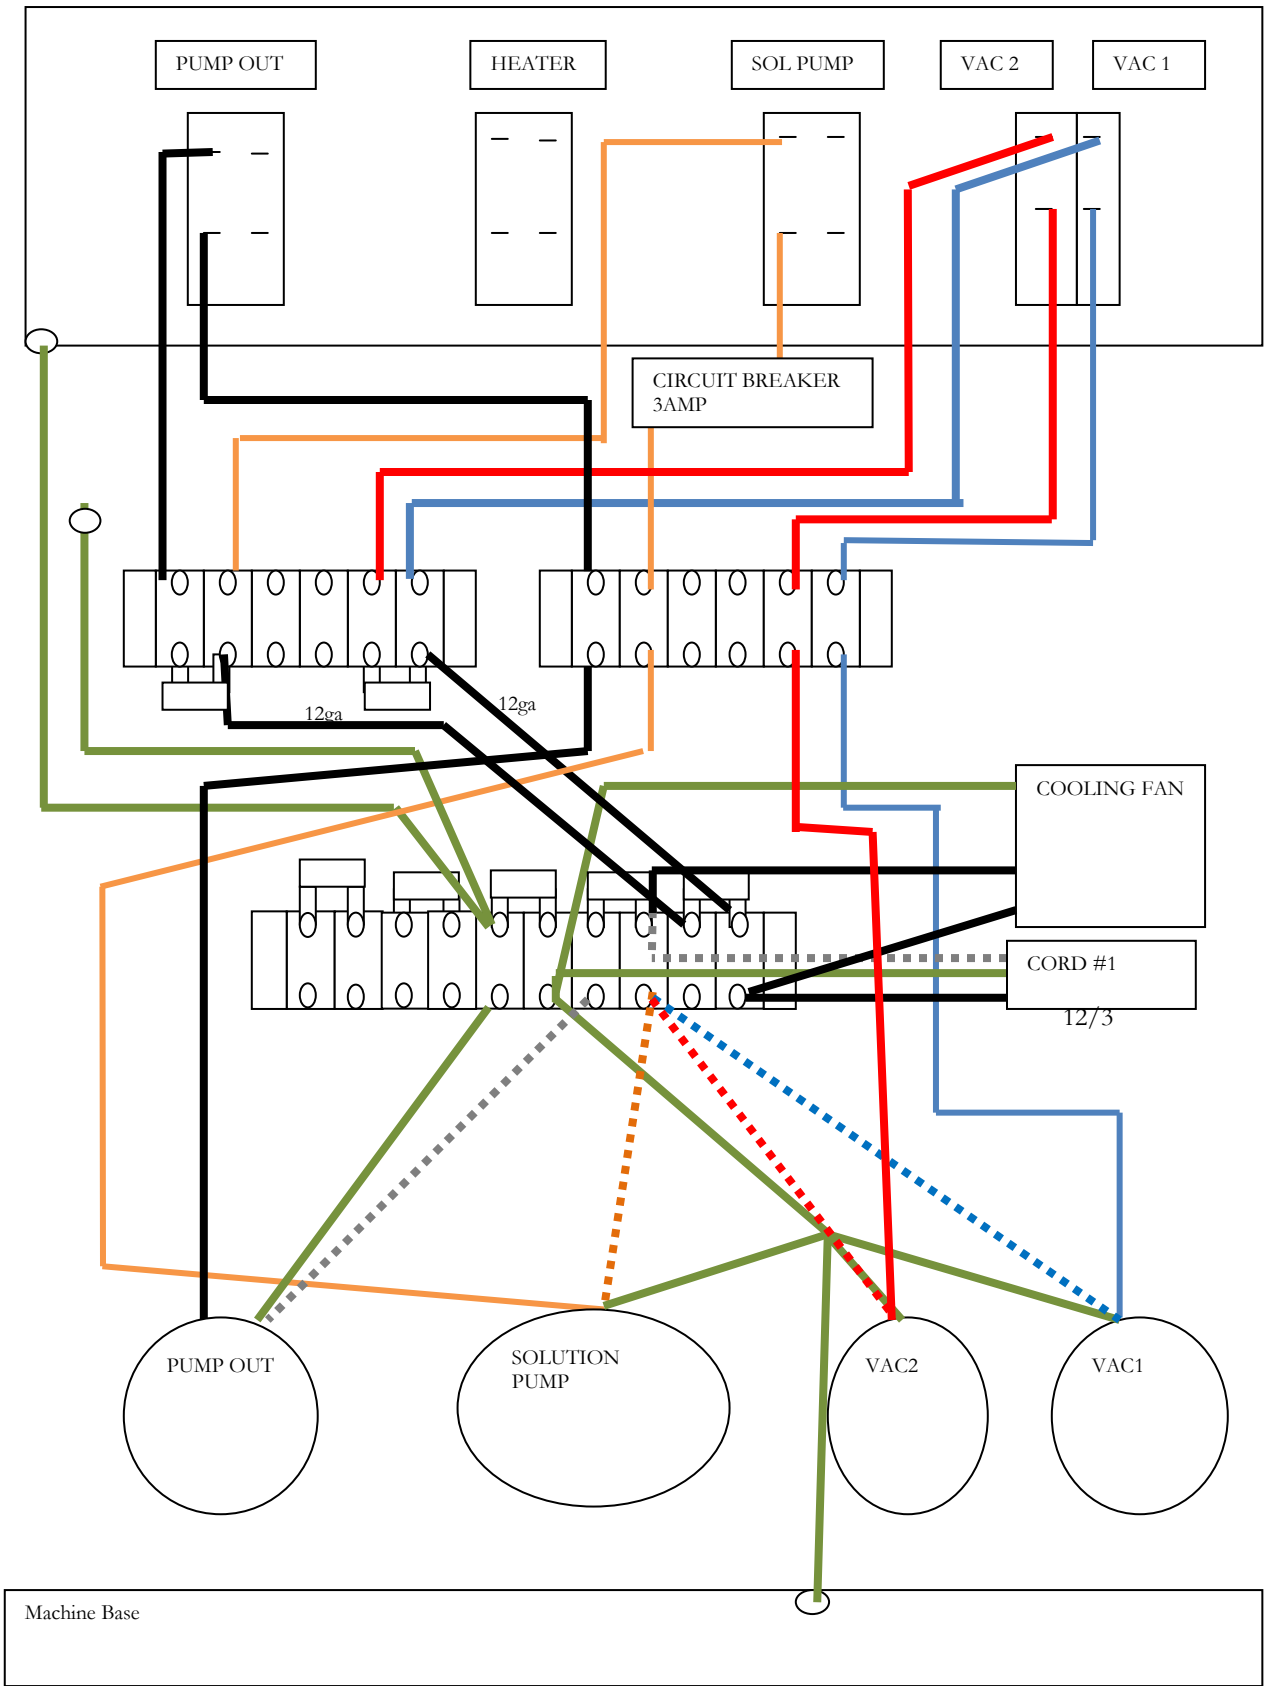 PUMP OUT
HEATER
SOL PUMP
VAC 2
VAC 1
CIRCUIT BREAKER
3AMP
12ga
12ga
COOLING FAN
CORD #1
12/3
PUMP OUT
SOLUTION
PUMP
VAC2
VAC1
Machine Base